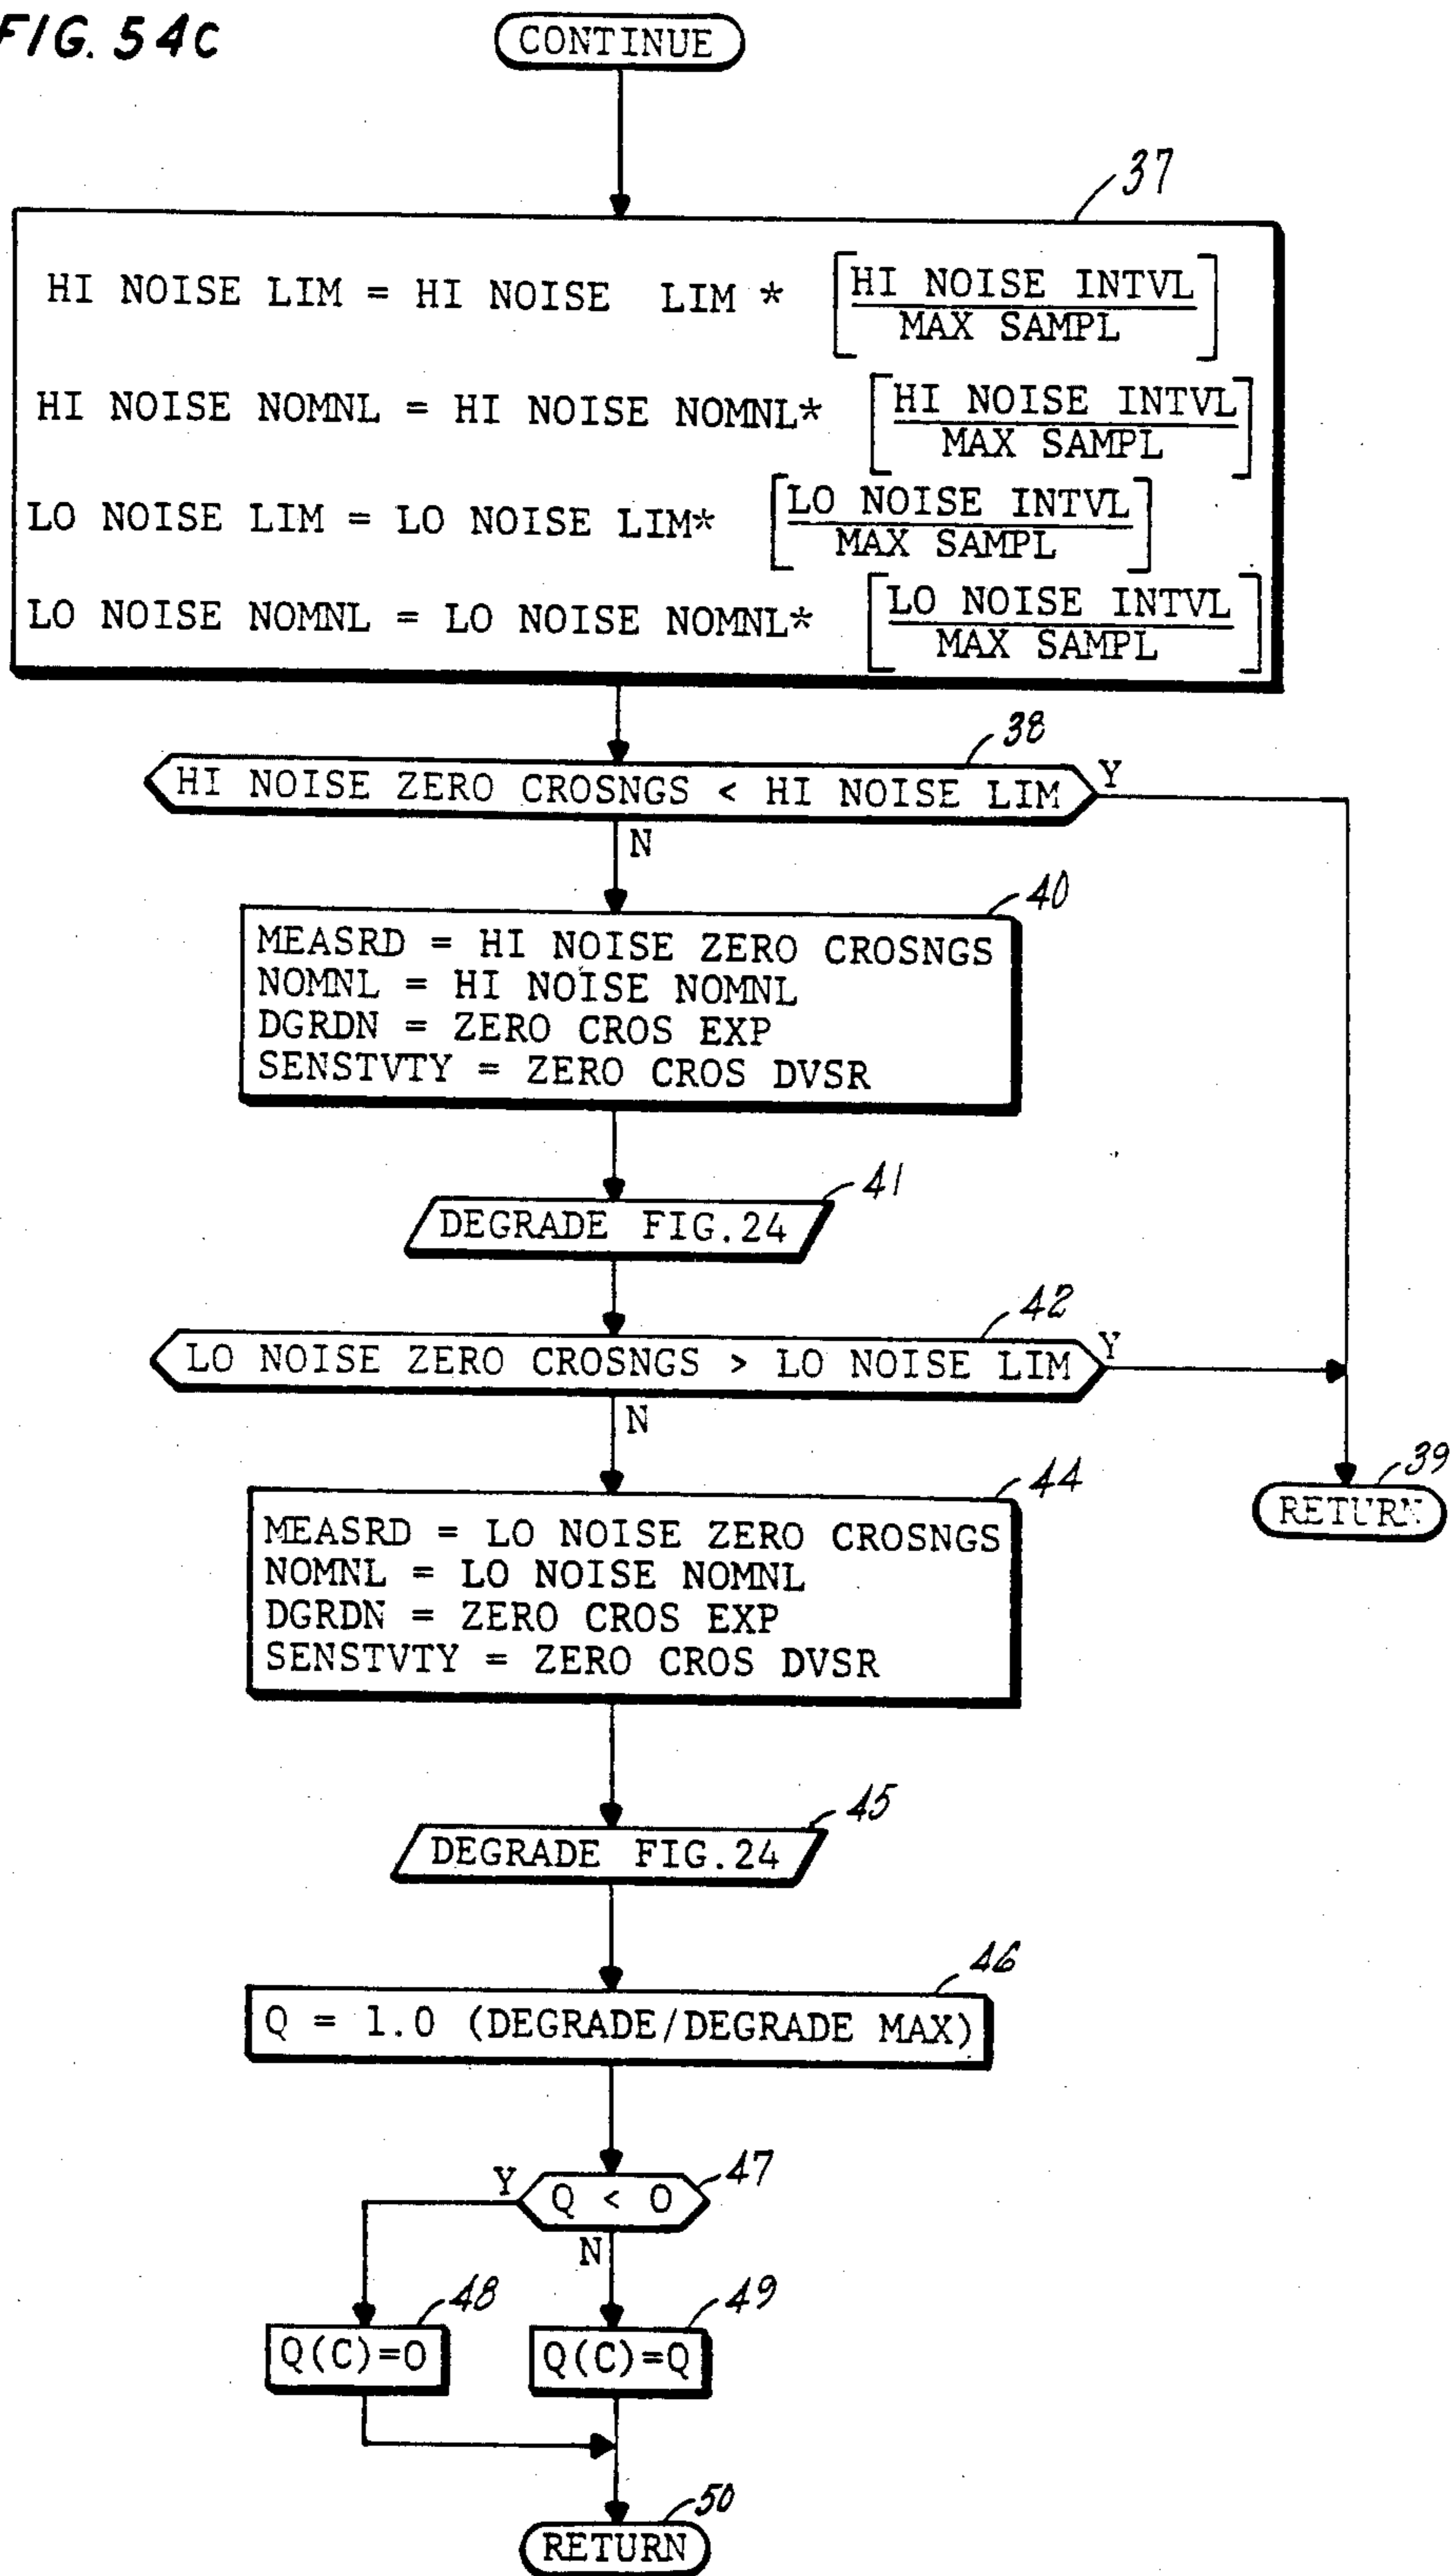 FIG. 54C
CONTINUE
37
HI NOISE LIM = HI NOISE LIM * [HI NOISE INTVL
MAX SAMPL]
HI NOISE NOMNL = HI NOISE NOMNL* [HI NOISE INTVL
MAX SAMPL]
LO NOISE LIM = LO NOISE LIM* [LO NOISE INTVL
MAX SAMPL]
LO NOISE NOMNL = LO NOISE NOMNL* [LO NOISE INTVL
MAX SAMPL]
38
HI NOISE ZERO CROSNGS < HI NOISE LIM
Y
N
40
MEASRD = HI NOISE ZERO CROSNGS
NOMNL = HI NOISE NOMNL
DGRDN = ZERO CROS EXP
SENSTVTY = ZERO CROS DVSR
41
DEGRADE FIG.24
42
LO NOISE ZERO CROSNGS > LO NOISE LIM
Y
N
39
RETURN
44
MEASRD = LO NOISE ZERO CROSNGS
NOMNL = LO NOISE NOMNL
DGRDN = ZERO CROS EXP
SENSTVTY = ZERO CROS DVSR
45
DEGRADE FIG.24
46
Q = 1.0 (DEGRADE/DEGRADE MAX)
47
Y
Q < 0
N
48
49
Q(C)=0
Q(C)=Q
50
RETURN